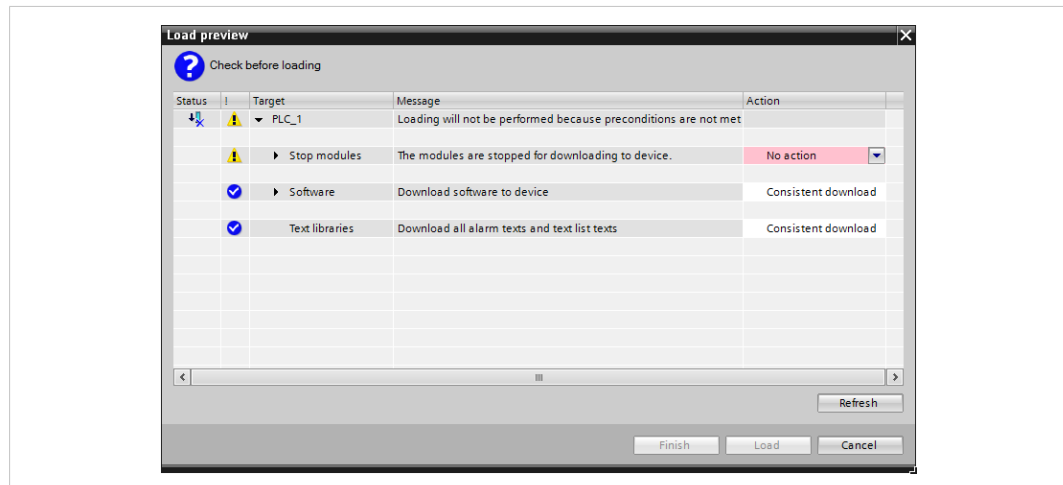 Load preview
Check before loading
Status ! Target Message Action
PLC_1 Loading will not be performed because preconditions are not met
Stop modules The modules are stopped for downloading to device. No action
Software Download software to device Consistent download
Text libraries Download all alarm texts and text list texts Consistent download
Refresh
Finish Load Cancel